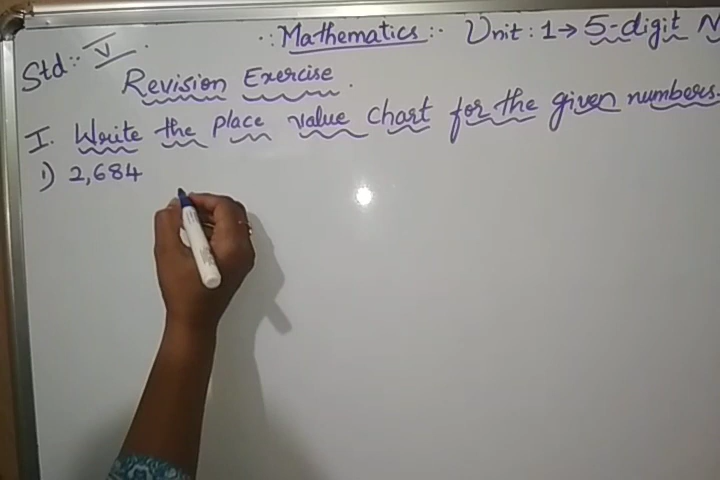 Std:- V .
.:. Mathematics :. Unit : 1 → 5-digit N
Revision Exercise .
I. Write the place value chart for the given numbers.
1) 2,684